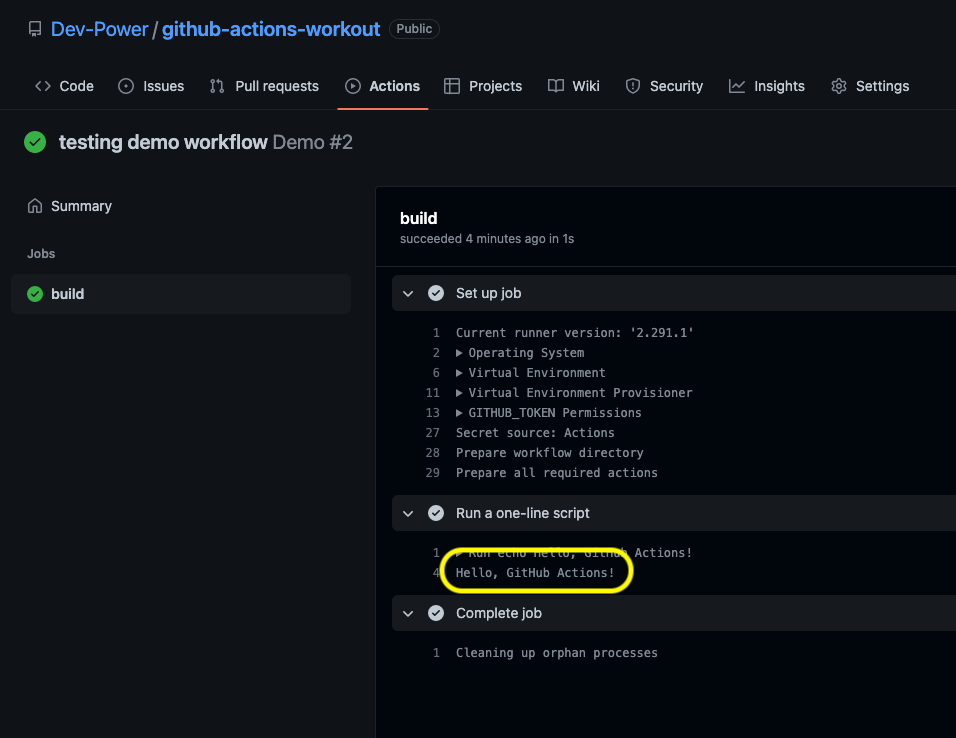 Dev-Power / github-actions-workout Public
Code Issues Pull requests Actions Projects Wiki Security Insights Settings
testing demo workflow Demo #2
Summary
Jobs
build
build
succeeded 4 minutes ago in 1s
Set up job
1 Current runner version: '2.291.1'
2 Operating System
6 Virtual Environment
11 Virtual Environment Provisioner
13 GITHUB_TOKEN Permissions
27 Secret source: Actions
28 Prepare workflow directory
29 Prepare all required actions
Run a one-line script
1 Run echo Hello, GitHub Actions!
4 Hello, GitHub Actions!
Complete job
1 Cleaning up orphan processes